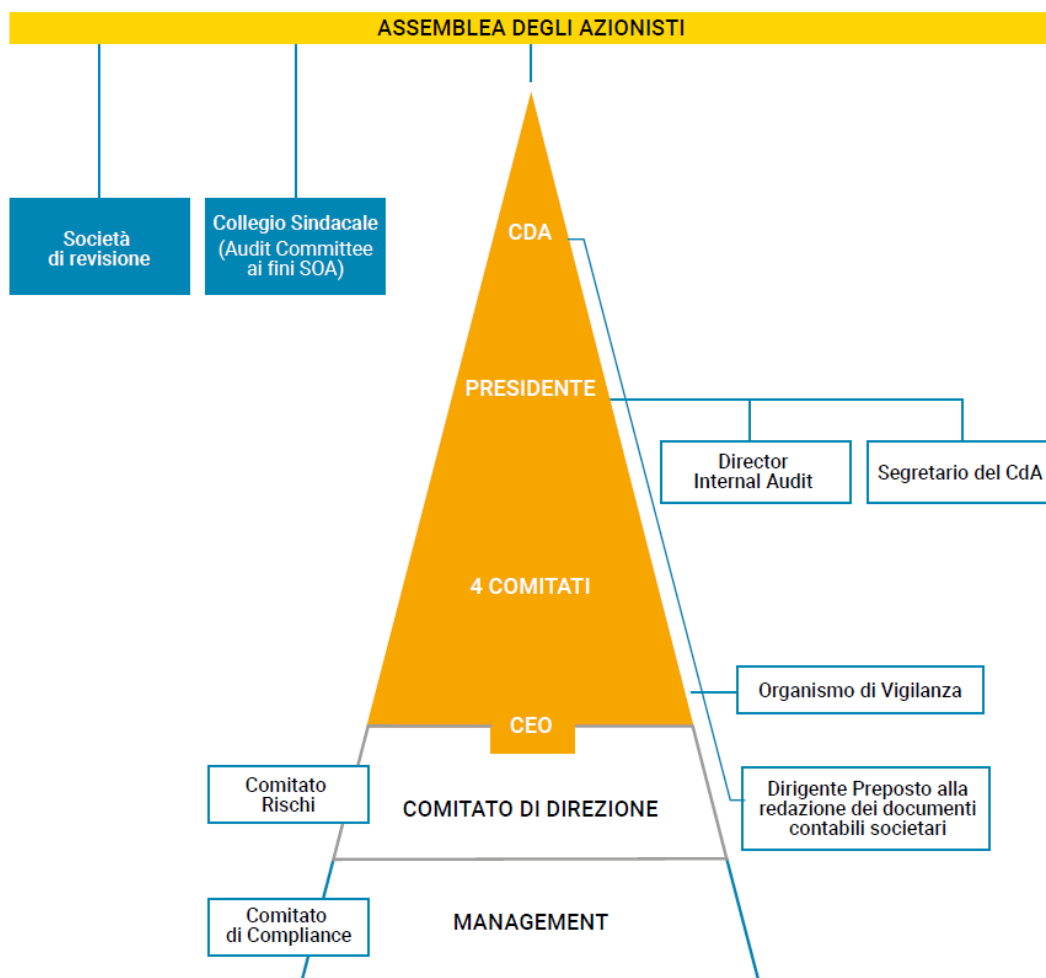 ASSEMBLEA DEGLI AZIONISTI
Società
di revisione
Collegio Sindacale
(Audit Committee
ai fini SOA)
CDA
PRESIDENTE
Director
Internal Audit
Segretario del CdA
4 COMITATI
Organismo di Vigilanza
CEO
Comitato
Rischi
COMITATO DI DIREZIONE
Dirigente Preposto alla
redazione dei documenti
contabili societari
Comitato
di Compliance
MANAGEMENT